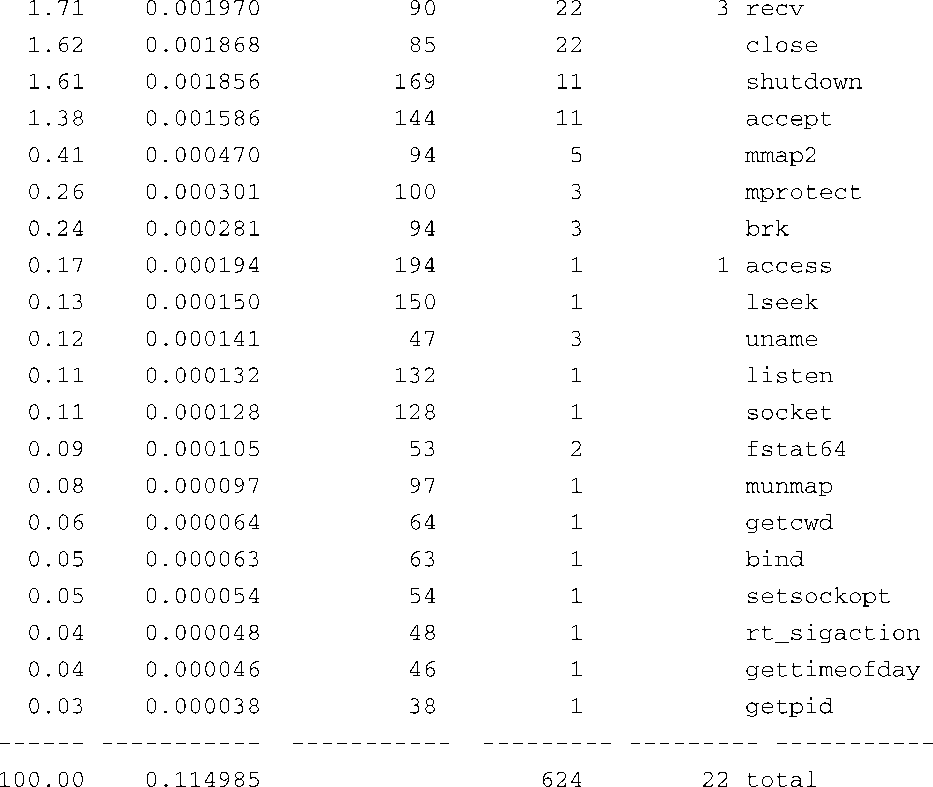 1.71 0.001970 90 22 3 recv
1.62 0.001868 85 22 close
1.61 0.001856 169 11 shutdown
1.38 0.001586 144 11 accept
0.41 0.000470 94 5 mmap2
0.26 0.000301 100 3 mprotect
0.24 0.000281 94 3 brk
0.17 0.000194 194 1 1 access
0.13 0.000150 150 1 lseek
0.12 0.000141 47 3 uname
0.11 0.000132 132 1 listen
0.11 0.000128 128 1 socket
0.09 0.000105 53 2 fstat64
0.08 0.000097 97 1 munmap
0.06 0.000064 64 1 getcwd
0.05 0.000063 63 1 bind
0.05 0.000054 54 1 setsockopt
0.04 0.000048 48 1 rt_sigaction
0.04 0.000046 46 1 gettimeofday
0.03 0.000038 38 1 getpid
------ ----------- ----------- --------- --------- -----------
100.00 0.114985 624 22 total